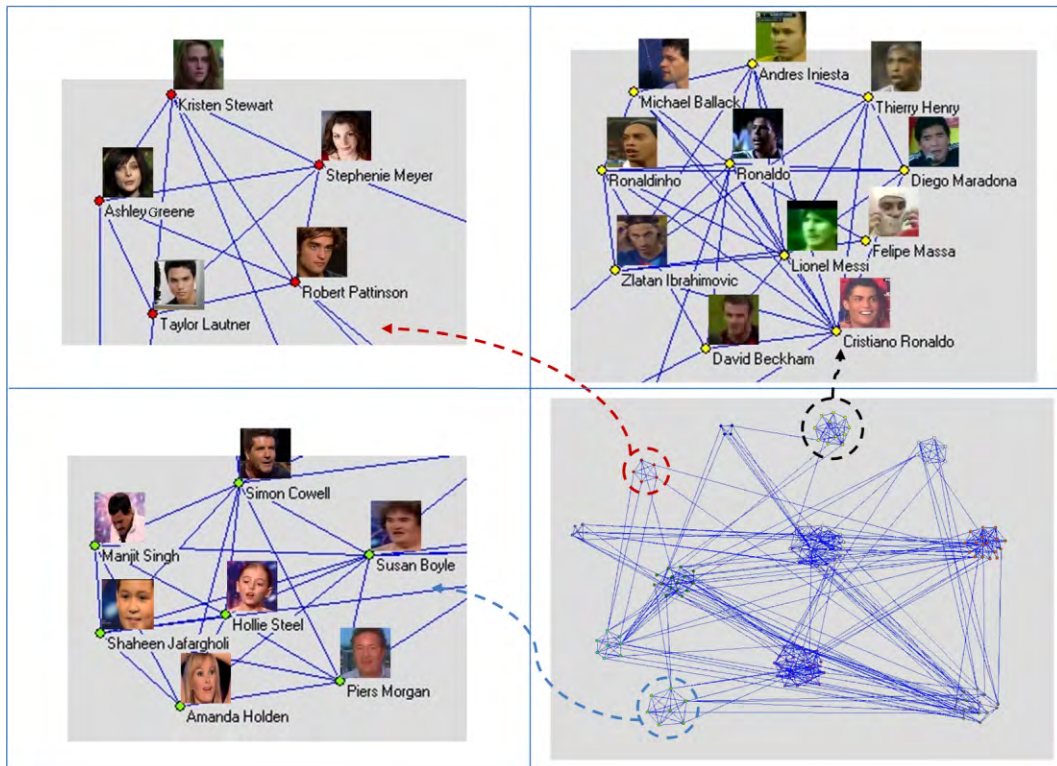 Kristen Stewart
Stephenie Meyer
Ashley Greene
Robert Pattinson
Taylor Lautner
Andres Iniesta
Michael Ballack
Thierry Henry
Ronaldinho
Ronaldo
Diego Maradona
Felipe Massa
Lionel Messi
Zlatan Ibrahimovic
Cristiano Ronaldo
David Beckham
Simon Cowell
Manjit Singh
Susan Boyle
Hollie Steel
Shaheen Jafargholi
Piers Morgan
Amanda Holden